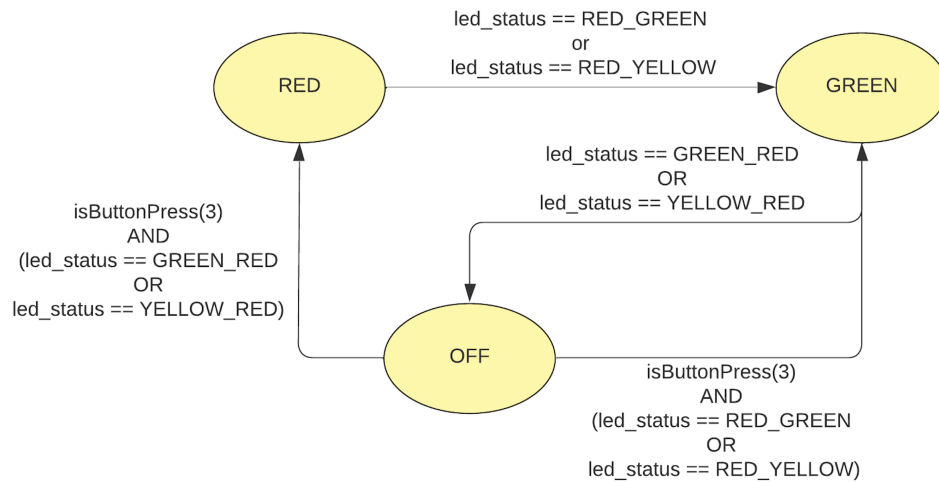 led_status == RED_GREEN
or
led_status == RED_YELLOW
RED
GREEN
led_status == GREEN_RED
OR
led_status == YELLOW_RED
isButtonPress(3)
AND
(led_status == GREEN_RED
OR
led_status == YELLOW_RED)
OFF
isButtonPress(3)
AND
(led_status == RED_GREEN
OR
led_status == RED_YELLOW)